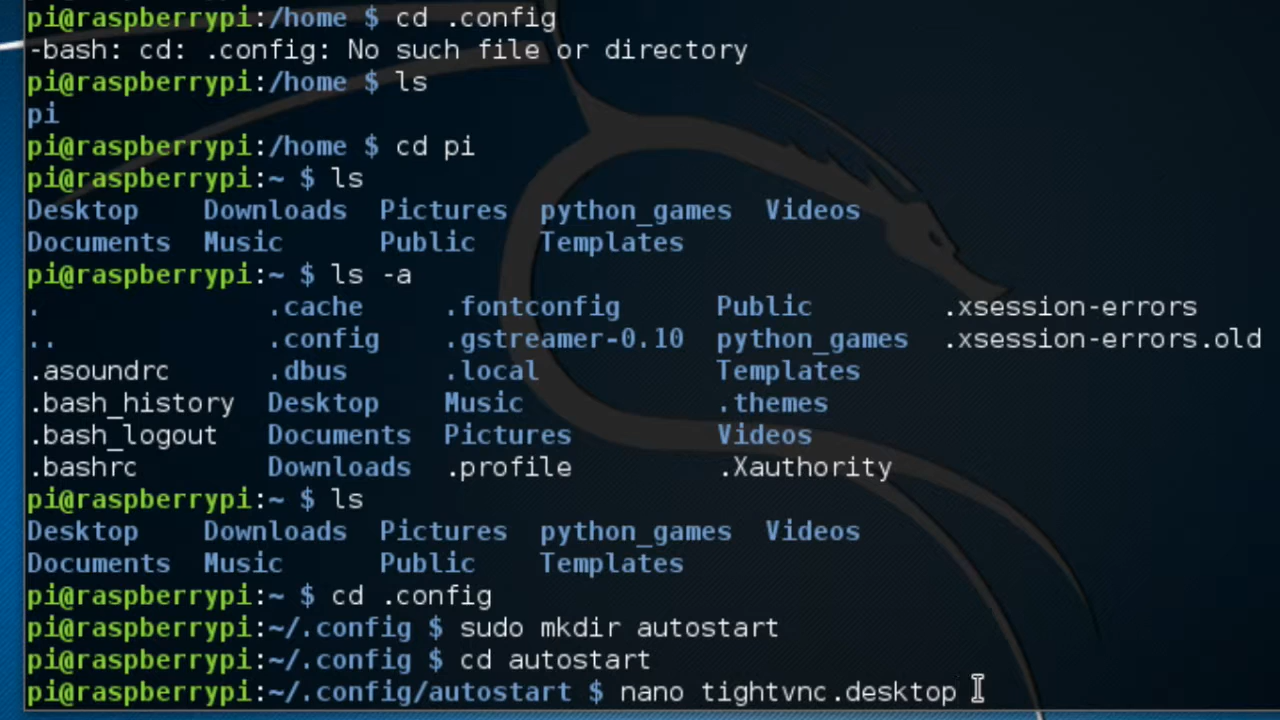 pi@raspberrypi:/home $ cd .config
-bash: cd: .config: No such file or directory
pi@raspberrypi:/home $ ls
pi
pi@raspberrypi:/home $ cd pi
pi@raspberrypi:~ $ ls
Desktop Downloads Pictures python_games Videos
Documents Music Public Templates
pi@raspberrypi:~ $ ls -a
. .cache .fontconfig Public .xsession-errors
.. .config .gstreamer-0.10 python_games .xsession-errors.old
.asoundrc .dbus .local Templates
.bash_history Desktop Music .themes
.bash_logout Documents Pictures Videos
.bashrc Downloads .profile .Xauthority
pi@raspberrypi:~ $ ls
Desktop Downloads Pictures python_games Videos
Documents Music Public Templates
pi@raspberrypi:~ $ cd .config
pi@raspberrypi:~/.config $ sudo mkdir autostart
pi@raspberrypi:~/.config $ cd autostart
pi@raspberrypi:~/.config/autostart $ nano tightvnc.desktop